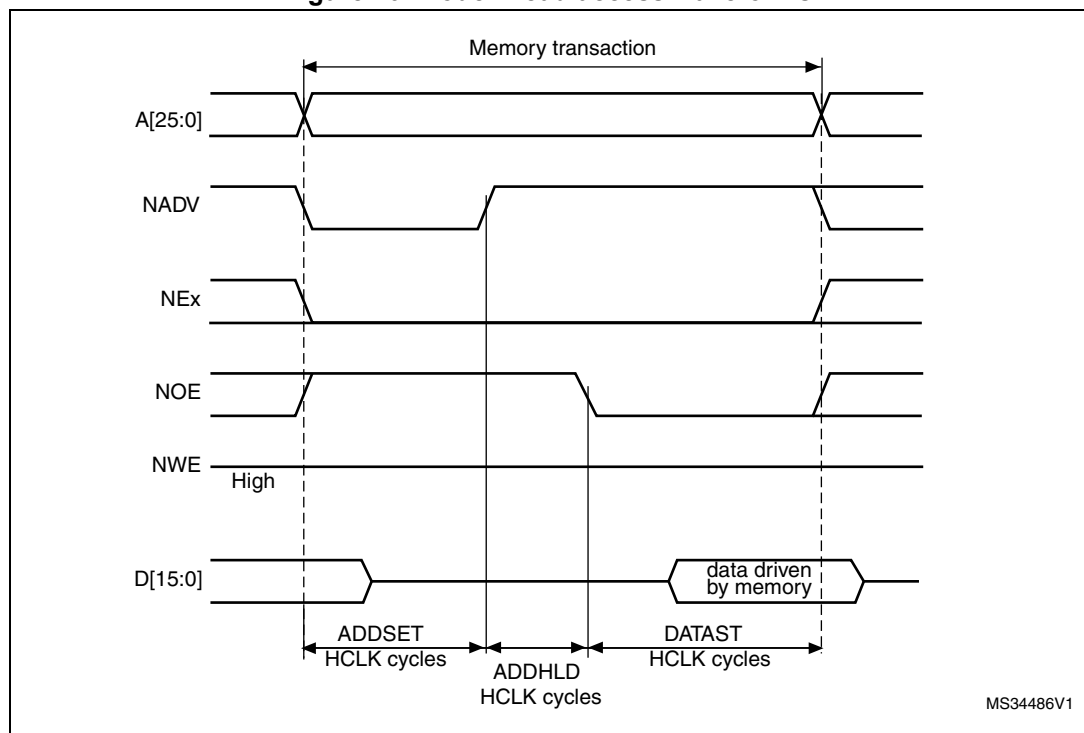 Memory transaction
A[25:0]
NADV
NEx
NOE
NWE
High
D[15:0]
data driven
by memory
ADDSET
HCLK cycles
ADDHLD
HCLK cycles
DATAST
HCLK cycles
MS34486V1